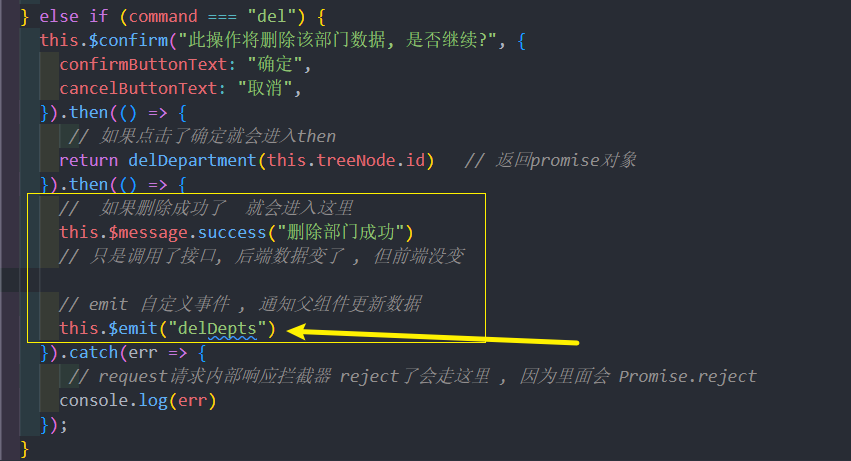 } else if (command === "del") {
this.$confirm("此操作将删除该部门数据, 是否继续?", {
confirmButtonText: "确定",
cancelButtonText: "取消",
}).then(() => {
// 如果点击了确定就会进入then
return delDepartment(this.treeNode.id) // 返回promise对象
}).then(() => {
// 如果删除成功了 就会进入这里
this.$message.success("删除部门成功")
// 只是调用了接口, 后端数据变了 , 但前端没变
// emit 自定义事件 , 通知父组件更新数据
this.$emit("delDepts")
}).catch(err => {
// request请求内部响应拦截器 reject了会走这里 , 因为里面会 Promise.reject
console.log(err)
});
}